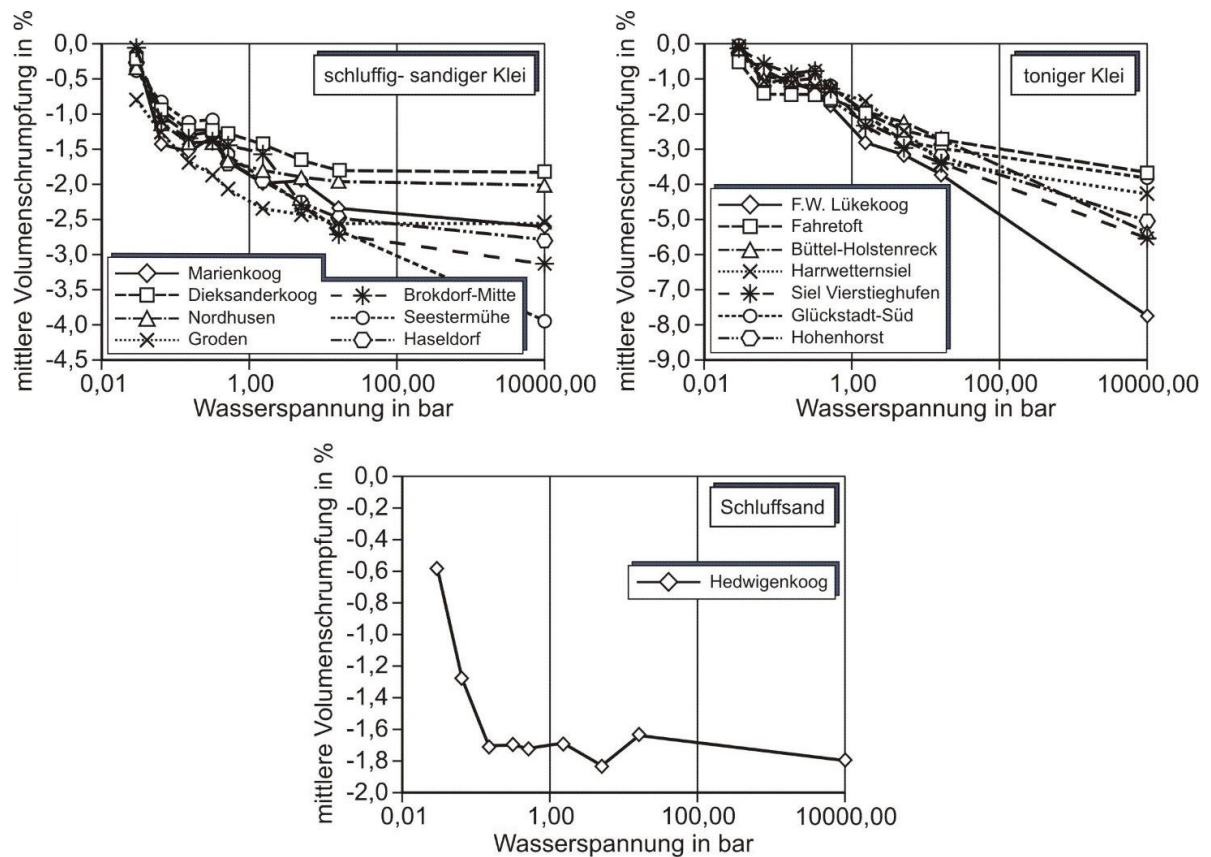 mittlere Volumenschrumpfung in %
0,0
-0,5
-1,0
-1,5
-2,0
-2,5
-3,0
-3,5
-4,0
-4,5
schluffig- sandiger Klei
Marienkoog
Dieksanderkoog
Nordhusen
Groden
Brokdorf-Mitte
Seestermühe
Haseldorf
0,01
1,00
100,00
10000,00
Wasserspannung in bar
mittlere Volumenschrumpfung in %
0,0
-1,0
-2,0
-3,0
-4,0
-5,0
-6,0
-7,0
-8,0
-9,0
toniger Klei
F.W. Lükekoog
Fahretoft
Büttel-Holstenreck
Harrwetternsiel
Siel Vierstieghufen
Glückstadt-Süd
Hohenhorst
0,01
1,00
100,00
10000,00
Wasserspannung in bar
mittlere Volumenschrumpfung in %
0,0
-0,2
-0,4
-0,6
-0,8
-1,0
-1,2
-1,4
-1,6
-1,8
-2,0
Schluffsand
Hedwigenkoog
0,01
1,00
100,00
10000,00
Wasserspannung in bar